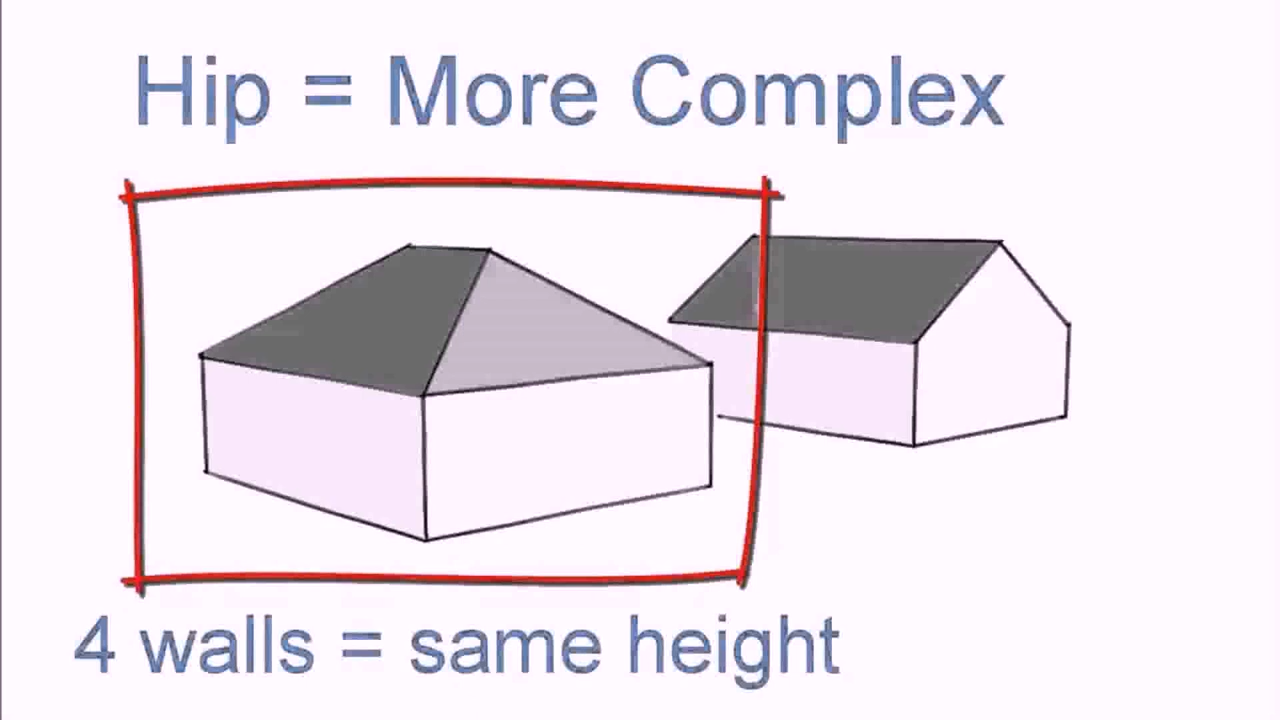 Hip = More Complex
4 walls = same height